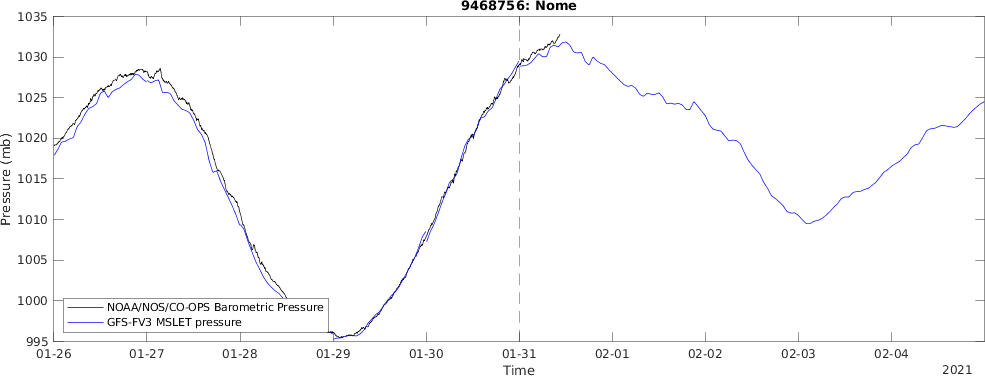 9468756: Nome
Pressure (mb)
1035
1030
1025
1020
1015
1010
1005
1000
995
NOAA/NOS/CO-OPS Barometric Pressure
GFS-FV3 MSLET pressure
01-26 01-27 01-28 01-29 01-30 01-31 02-01 02-02 02-03 02-04
Time
2021